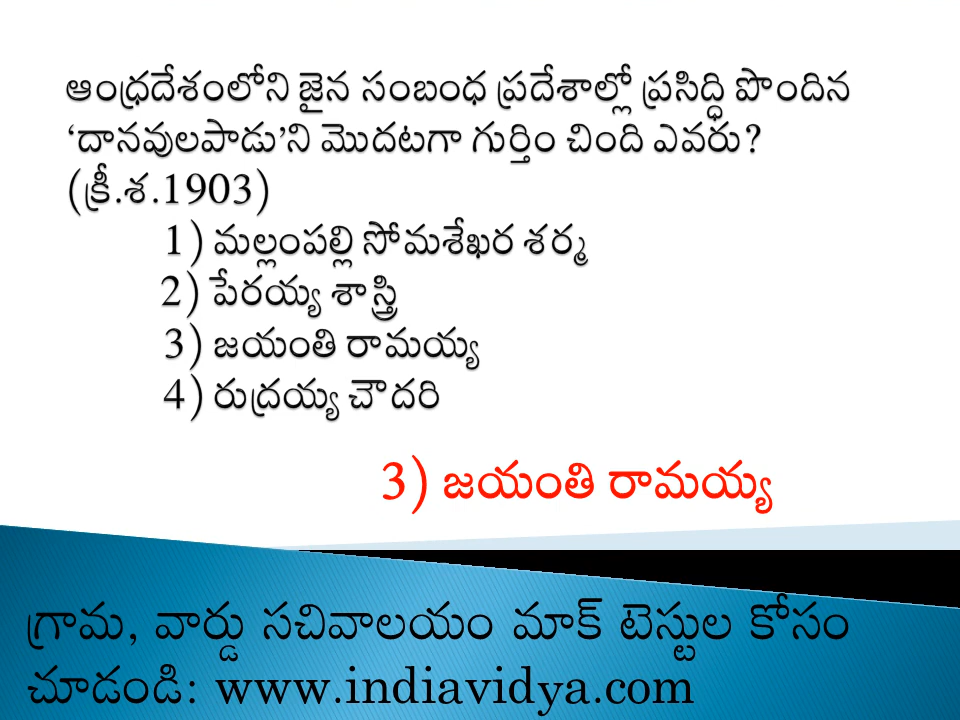 ఆంధ్రదేశంలోని జైన సంబంధ ప్రదేశాల్లో ప్రసిద్ధి పొందిన
‘దానవులపాడు’ని మొదటగా గుర్తిం చింది ఎవరు?
(క్రీ.శ.1903)
1) మల్లంపల్లి సోమశేఖర శర్మ
2) పేరయ్య శాస్త్రి
3) జయంతి రామయ్య
4) రుద్రయ్య చౌదరి
3) జయంతి రామయ్య
గ్రామ, వార్డు సచివాలయం మాక్ టెస్టుల కోసం
చూడండి: www.indiavidya.com